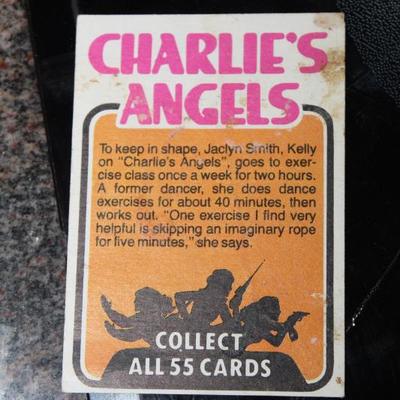 CHARLIE'S
ANGELS
To keep in shape, Jaclyn Smith, Kelly
on "Charlie's Angels", goes to exer-
cise class once a week for two hours.
A former dancer, she does dance
exercises for about 40 minutes, then
works out. "One exercise I find very
helpful is skipping an imaginary rope
for five minutes," she says.
COLLECT
ALL 55 CARDS